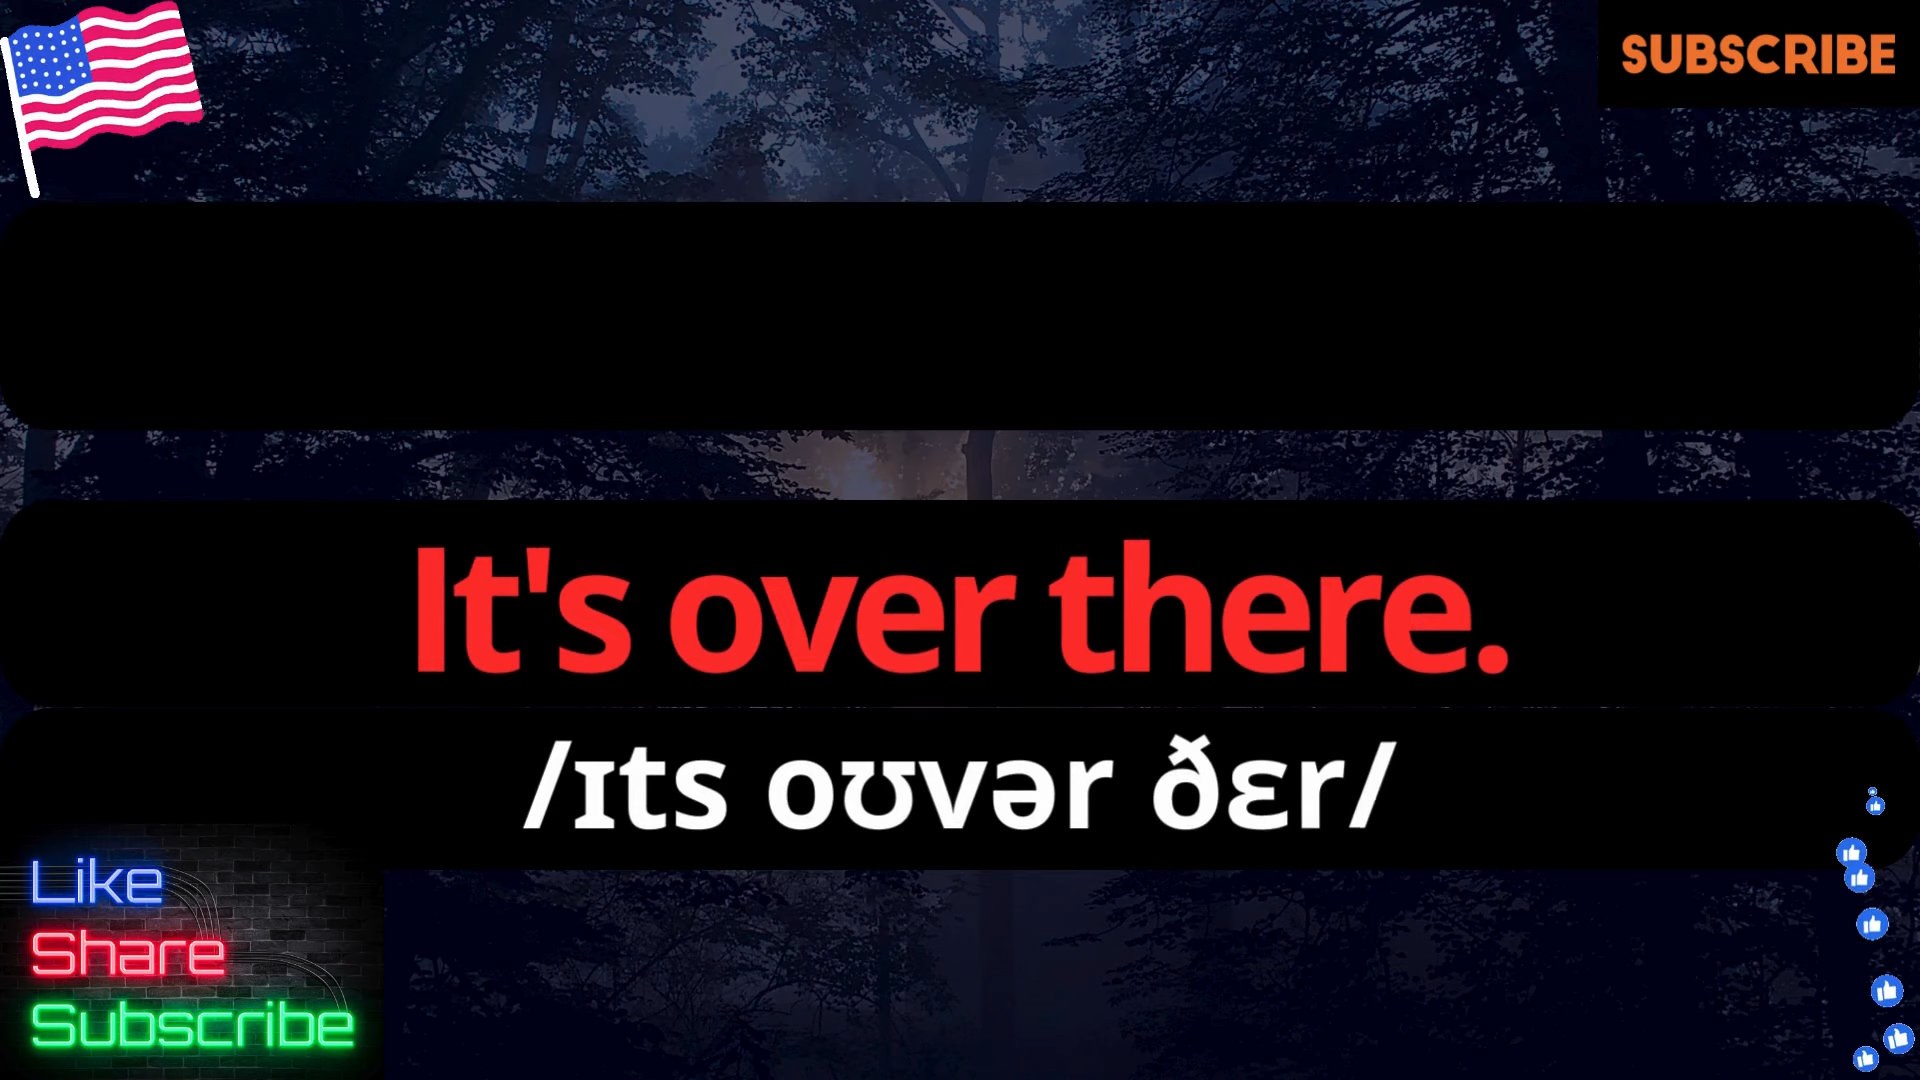 SUBSCRIBE
It's over there.
/ɪts oʊvər ðɛr/
Like
Share
Subscribe